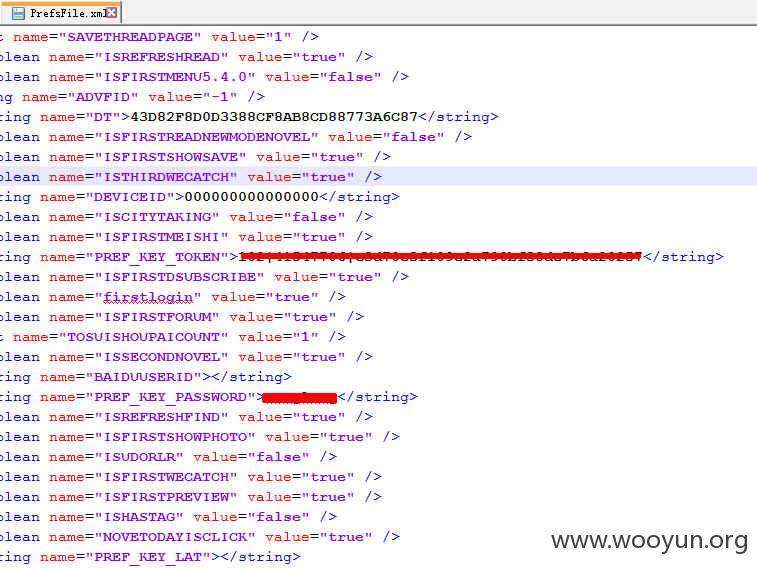 PrefsFile.xml
t name="SAVETHREADPAGE" value="1" />
olean name="ISREFRESHREAD" value="true" />
olean name="ISFIRSTMENU5.4.0" value="false" />
ng name="ADVFID" value="-1" />
ring name="DT">43D82F8D0D3388CF8AB8CD88773A6C87</string>
olean name="ISFIRSTREADNEWMODENOVEL" value="false" />
olean name="ISFIRSTSHOWSAVE" value="true" />
olean name="ISTHIRDWECATCH" value="true" />
ring name="DEVICEID">000000000000000</string>
olean name="ISCITYTAKING" value="false" />
olean name="ISFIRSTMEISHI" value="true" />
ring name="PREF_KEY_TOKEN"></string>
olean name="ISFIRSTDSUBSCRIBE" value="true" />
olean name="firstlogin" value="true" />
olean name="ISFIRSTFORUM" value="true" />
t name="TOSUISHOUPAICOUNT" value="1" />
olean name="ISSECONDNOVEL" value="true" />
ring name="BAIDUUSERID"></string>
ring name="PREF_KEY_PASSWORD"></string>
olean name="ISREFRESHFIND" value="true" />
olean name="ISFIRSTSHOWPHOTO" value="true" />
olean name="ISUDORLR" value="false" />
olean name="ISFIRSTWECATCH" value="true" />
olean name="ISFIRSTPREVIEW" value="true" />
olean name="ISHASTAG" value="false" />
olean name="NOVETODAYISCLICK" value="true" />
ring name="PREF_KEY_LAT"></string>
www.wooyun.org